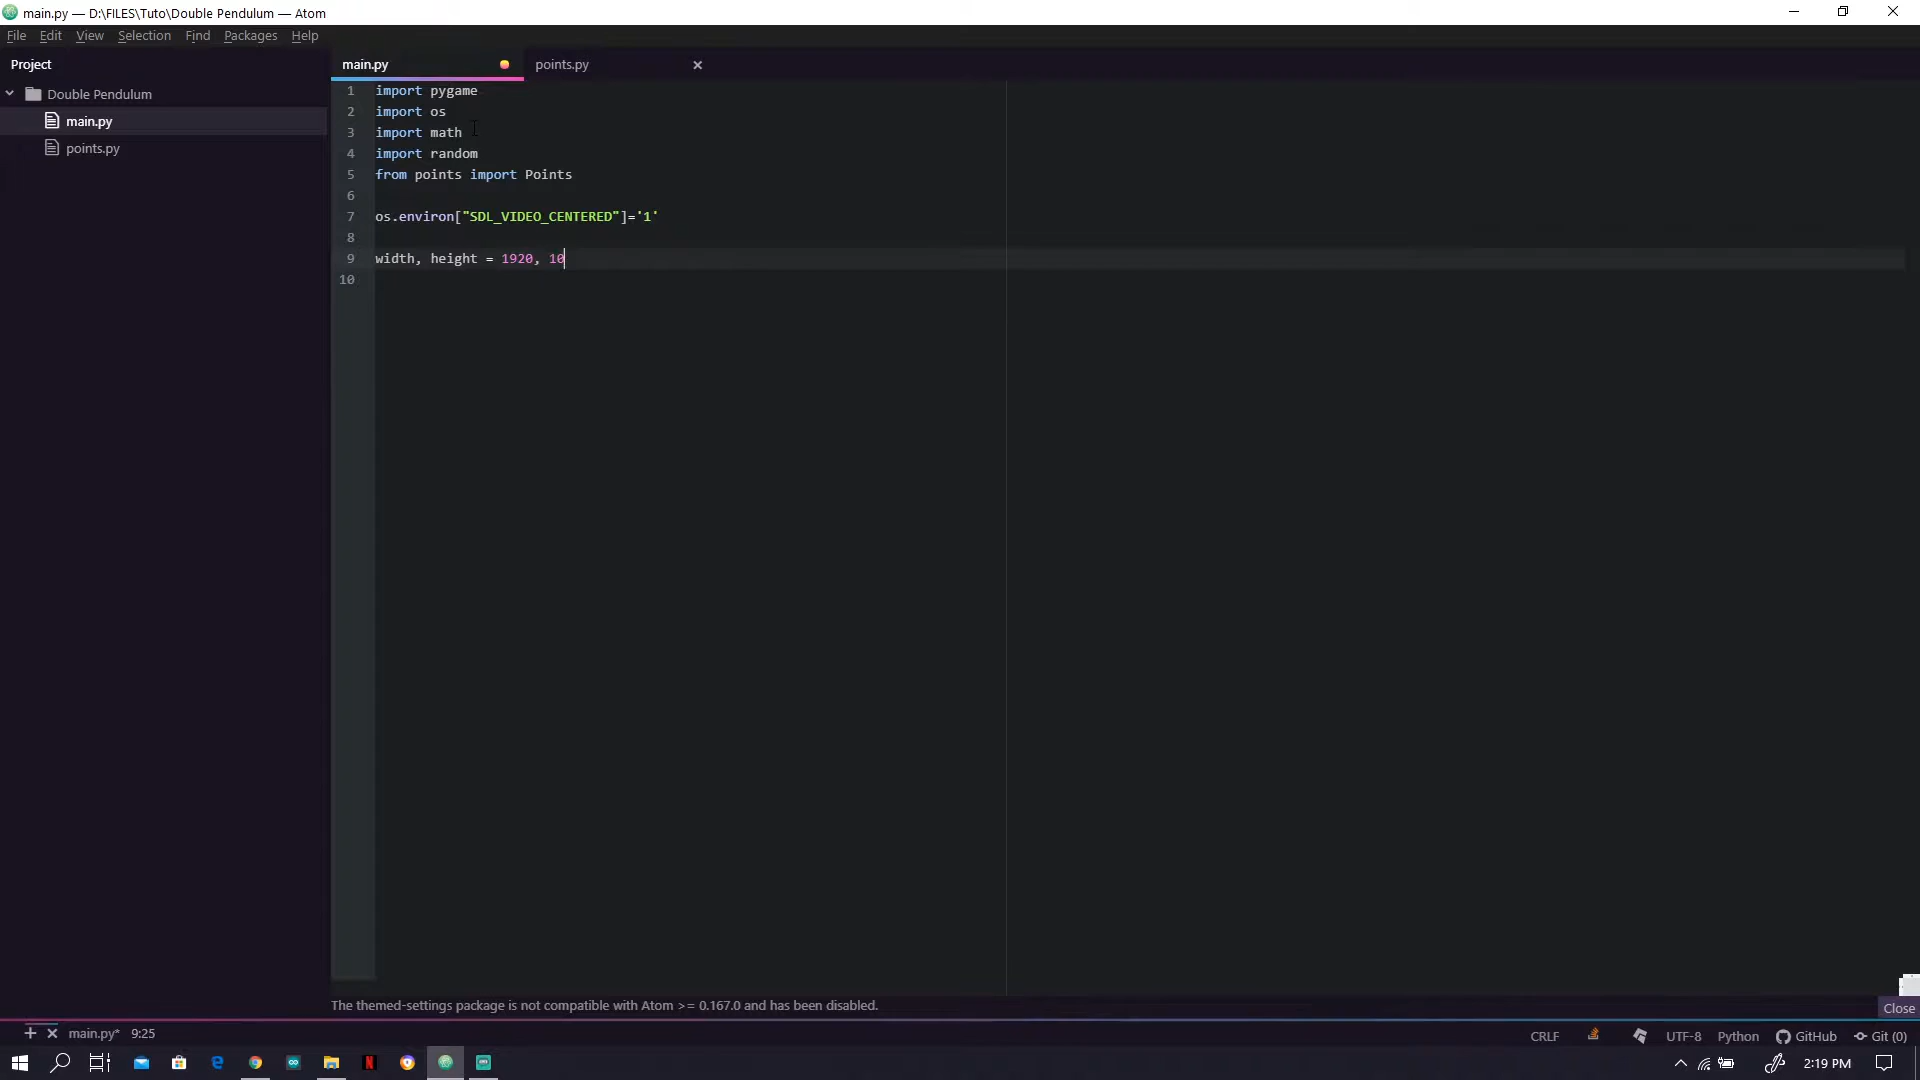 main.py — D:\FILES\Tuto\Double Pendulum — Atom
File Edit View Selection Find Packages Help
Project
main.py
points.py
Double Pendulum
main.py
points.py
1 import pygame
2 import os
3 import math
4 import random
5 from points import Points
6
7 os.environ["SDL_VIDEO_CENTERED"]='1'
8
9 width, height = 1920, 10
10
The themed-settings package is not compatible with Atom >= 0.167.0 and has been disabled.
Close
main.py* 9:25
CRLF UTF-8 Python GitHub Git (0)
2:19 PM